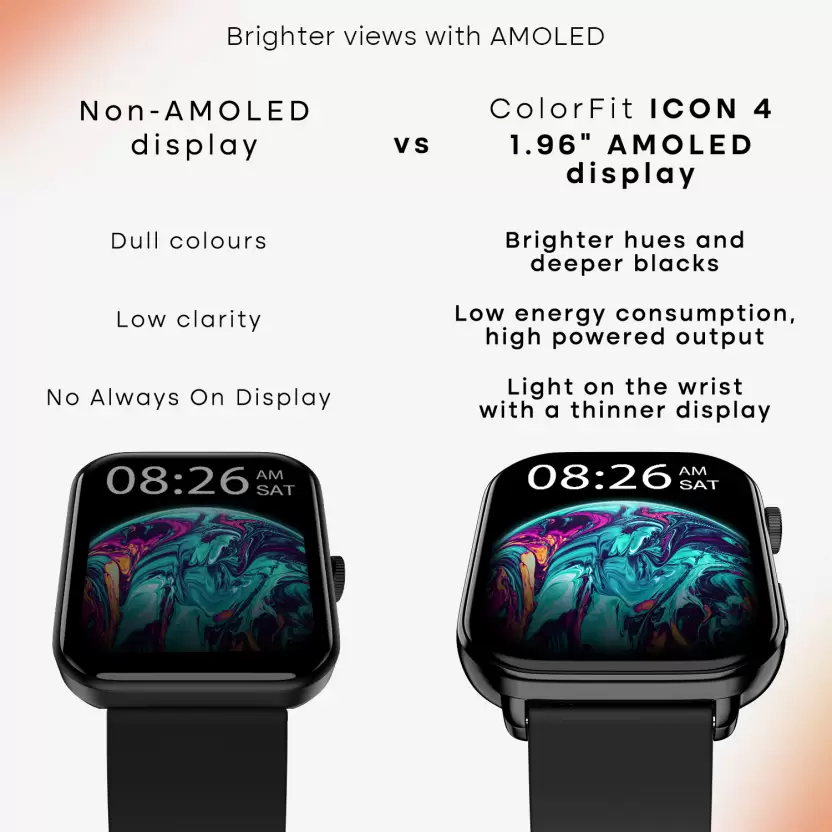 Brighter views with AMOLED
Non-AMOLED
display
vs
ColorFit ICON 4
1.96" AMOLED
display
Dull colours
Brighter hues and
deeper blacks
Low clarity
Low energy consumption,
high powered output
No Always On Display
Light on the wrist
with a thinner display
08:26 AM
SAT
08:26 AM
SAT